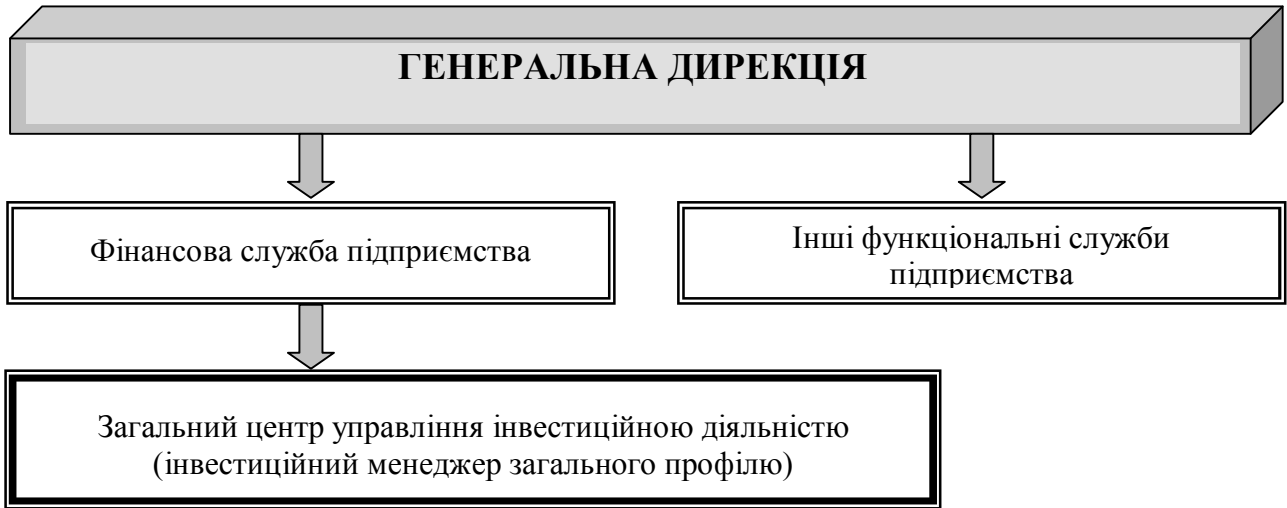 ГЕНЕРАЛЬНА ДИРЕКЦІЯ
Фінансова служба підприємства
Інші функціональні служби
підприємства
Загальний центр управління інвестиційною діяльністю
(інвестиційний менеджер загального профілю)